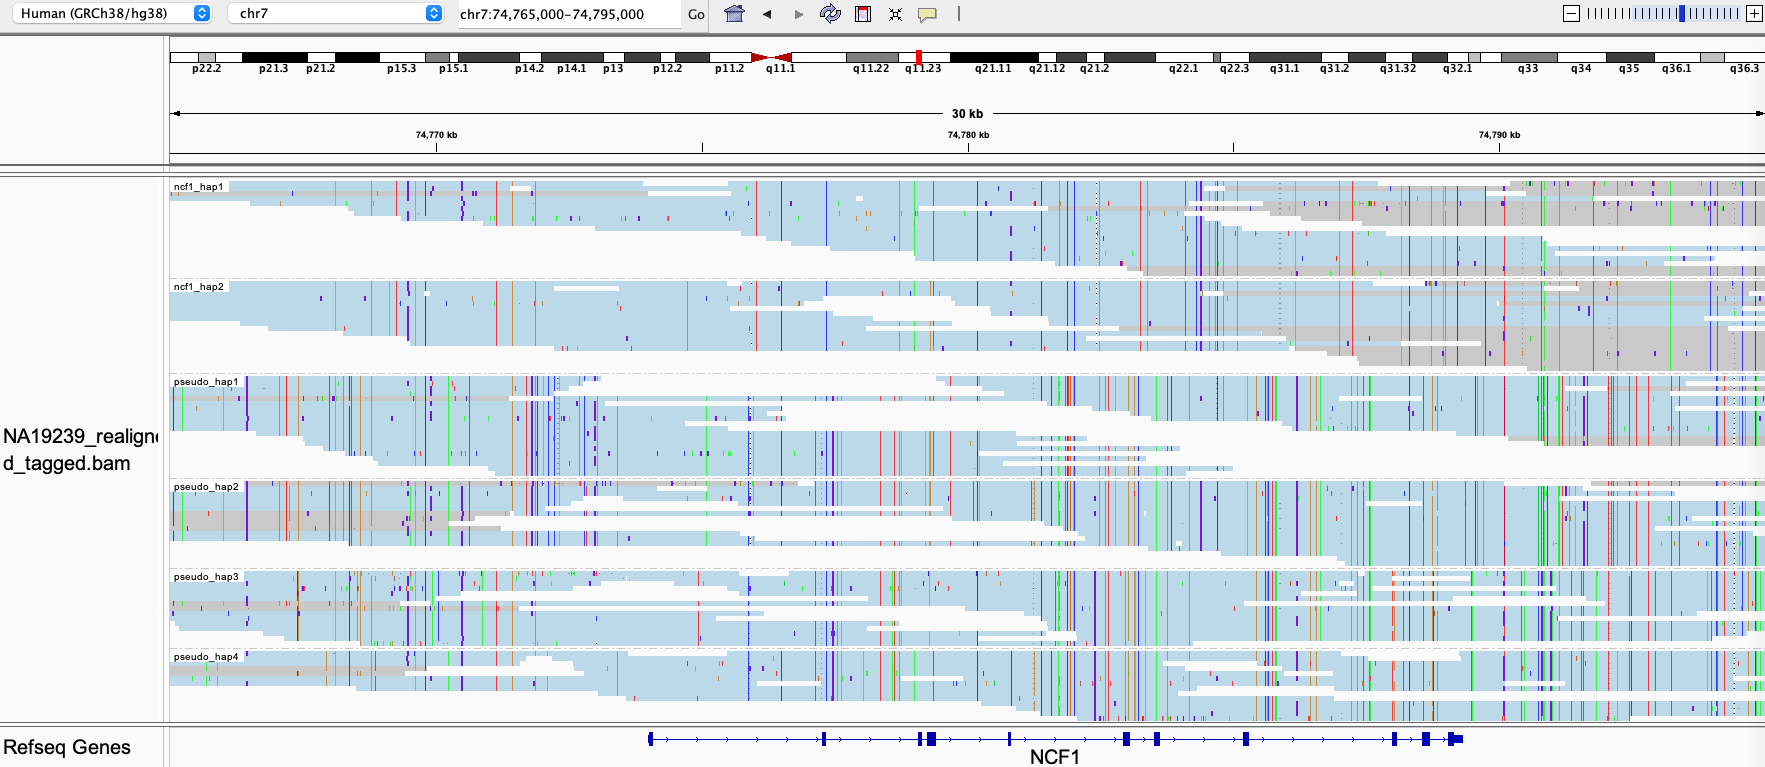 Human (GRCh38/hg38) chr7 chr7:74,765,000-74,795,000 Go
p22.2 p21.3 p21.2 p15.3 p15.1 p14.2 p14.1 p13 p12.2 p11.2 q11.1 q11.22 q11.23 q21.11 q21.12 q21.2 q22.1 q22.3 q31.1 q31.2 q31.32 q32.1 q33 q34 q35 q36.1 q36.3
30 kb
74,770 kb 74,780 kb 74,790 kb
ncf1_hap1
ncf1_hap2
pseudo_hap1
NA19239_realigne
d_tagged.bam
pseudo_hap2
pseudo_hap3
pseudo_hap4
Refseq Genes
NCF1